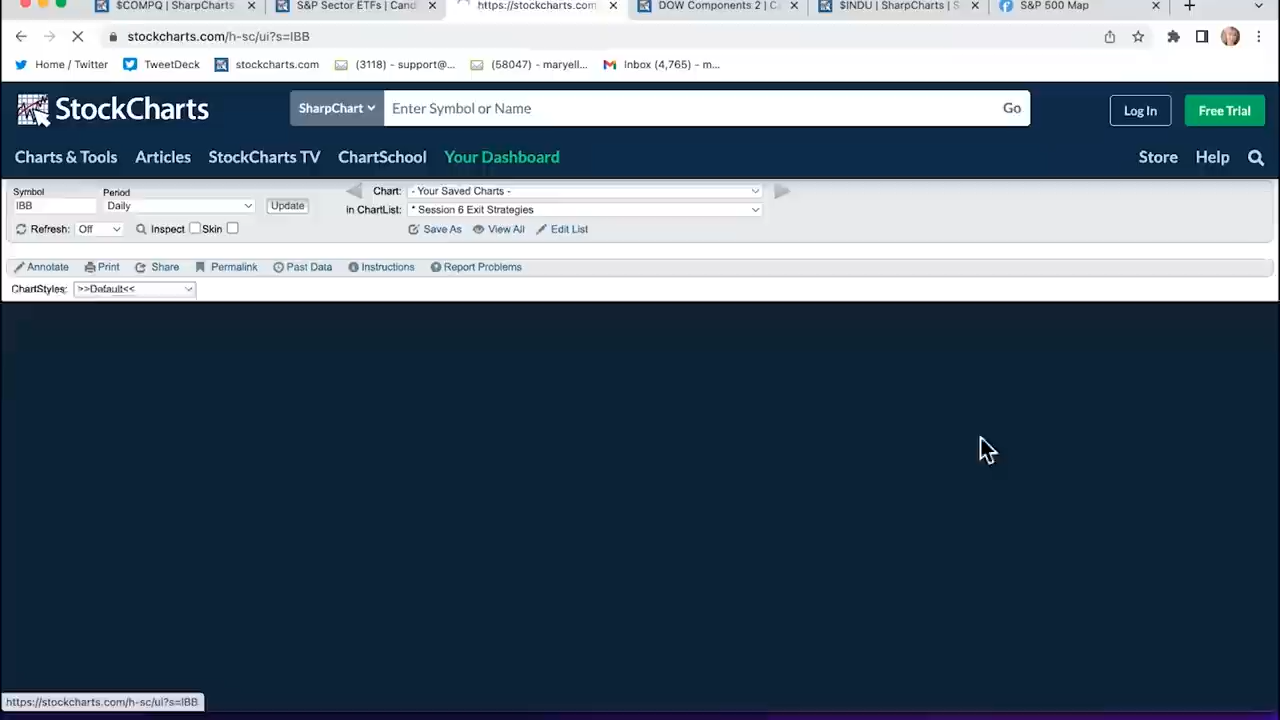 $COMPQ | SharpCharts
S&P Sector ETFs | Cand
https://stockcharts.com
DOW Components 2 | C
$INDU | SharpCharts | S
S&P 500 Map
stockcharts.com/h-sc/ui?s=IBB
Home / Twitter
TweetDeck
stockcharts.com
(3118) - support@...
(58047) - maryell...
Inbox (4,765) - m...
StockCharts
SharpChart
Enter Symbol or Name
Go
Log In
Free Trial
Charts & Tools
Articles
StockCharts TV
ChartSchool
Your Dashboard
Store
Help
Symbol
Period
Chart: - Your Saved Charts -
IBB
Daily
Update
in ChartList: * Session 6 Exit Strategies
Refresh: Off
Inspect
Skin
Save As
View All
Edit List
Annotate
Print
Share
Permalink
Past Data
Instructions
Report Problems
ChartStyles: >>Default<<
https://stockcharts.com/h-sc/ui?s=IBB